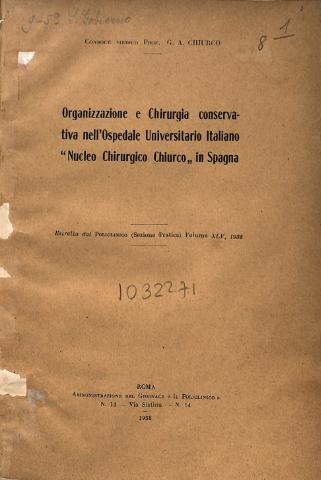 1
8
CONSOLE MEDICO PROF. G. A. CHIURCO
Organizzazione e Chirurgia conserva-
tiva nell'Ospedale Universitario Italiano
"Nucleo Chirurgico Chiurco„ in Spagna
Estratto dal POLICLINICO (Sezione Pratica) Volume XLV, 1938
1032271
ROMA
AMMINISTRAZIONE DEL GIORNALE « IL POLICLINICO »
N. 14 — Via Sistina — N. 14
1938